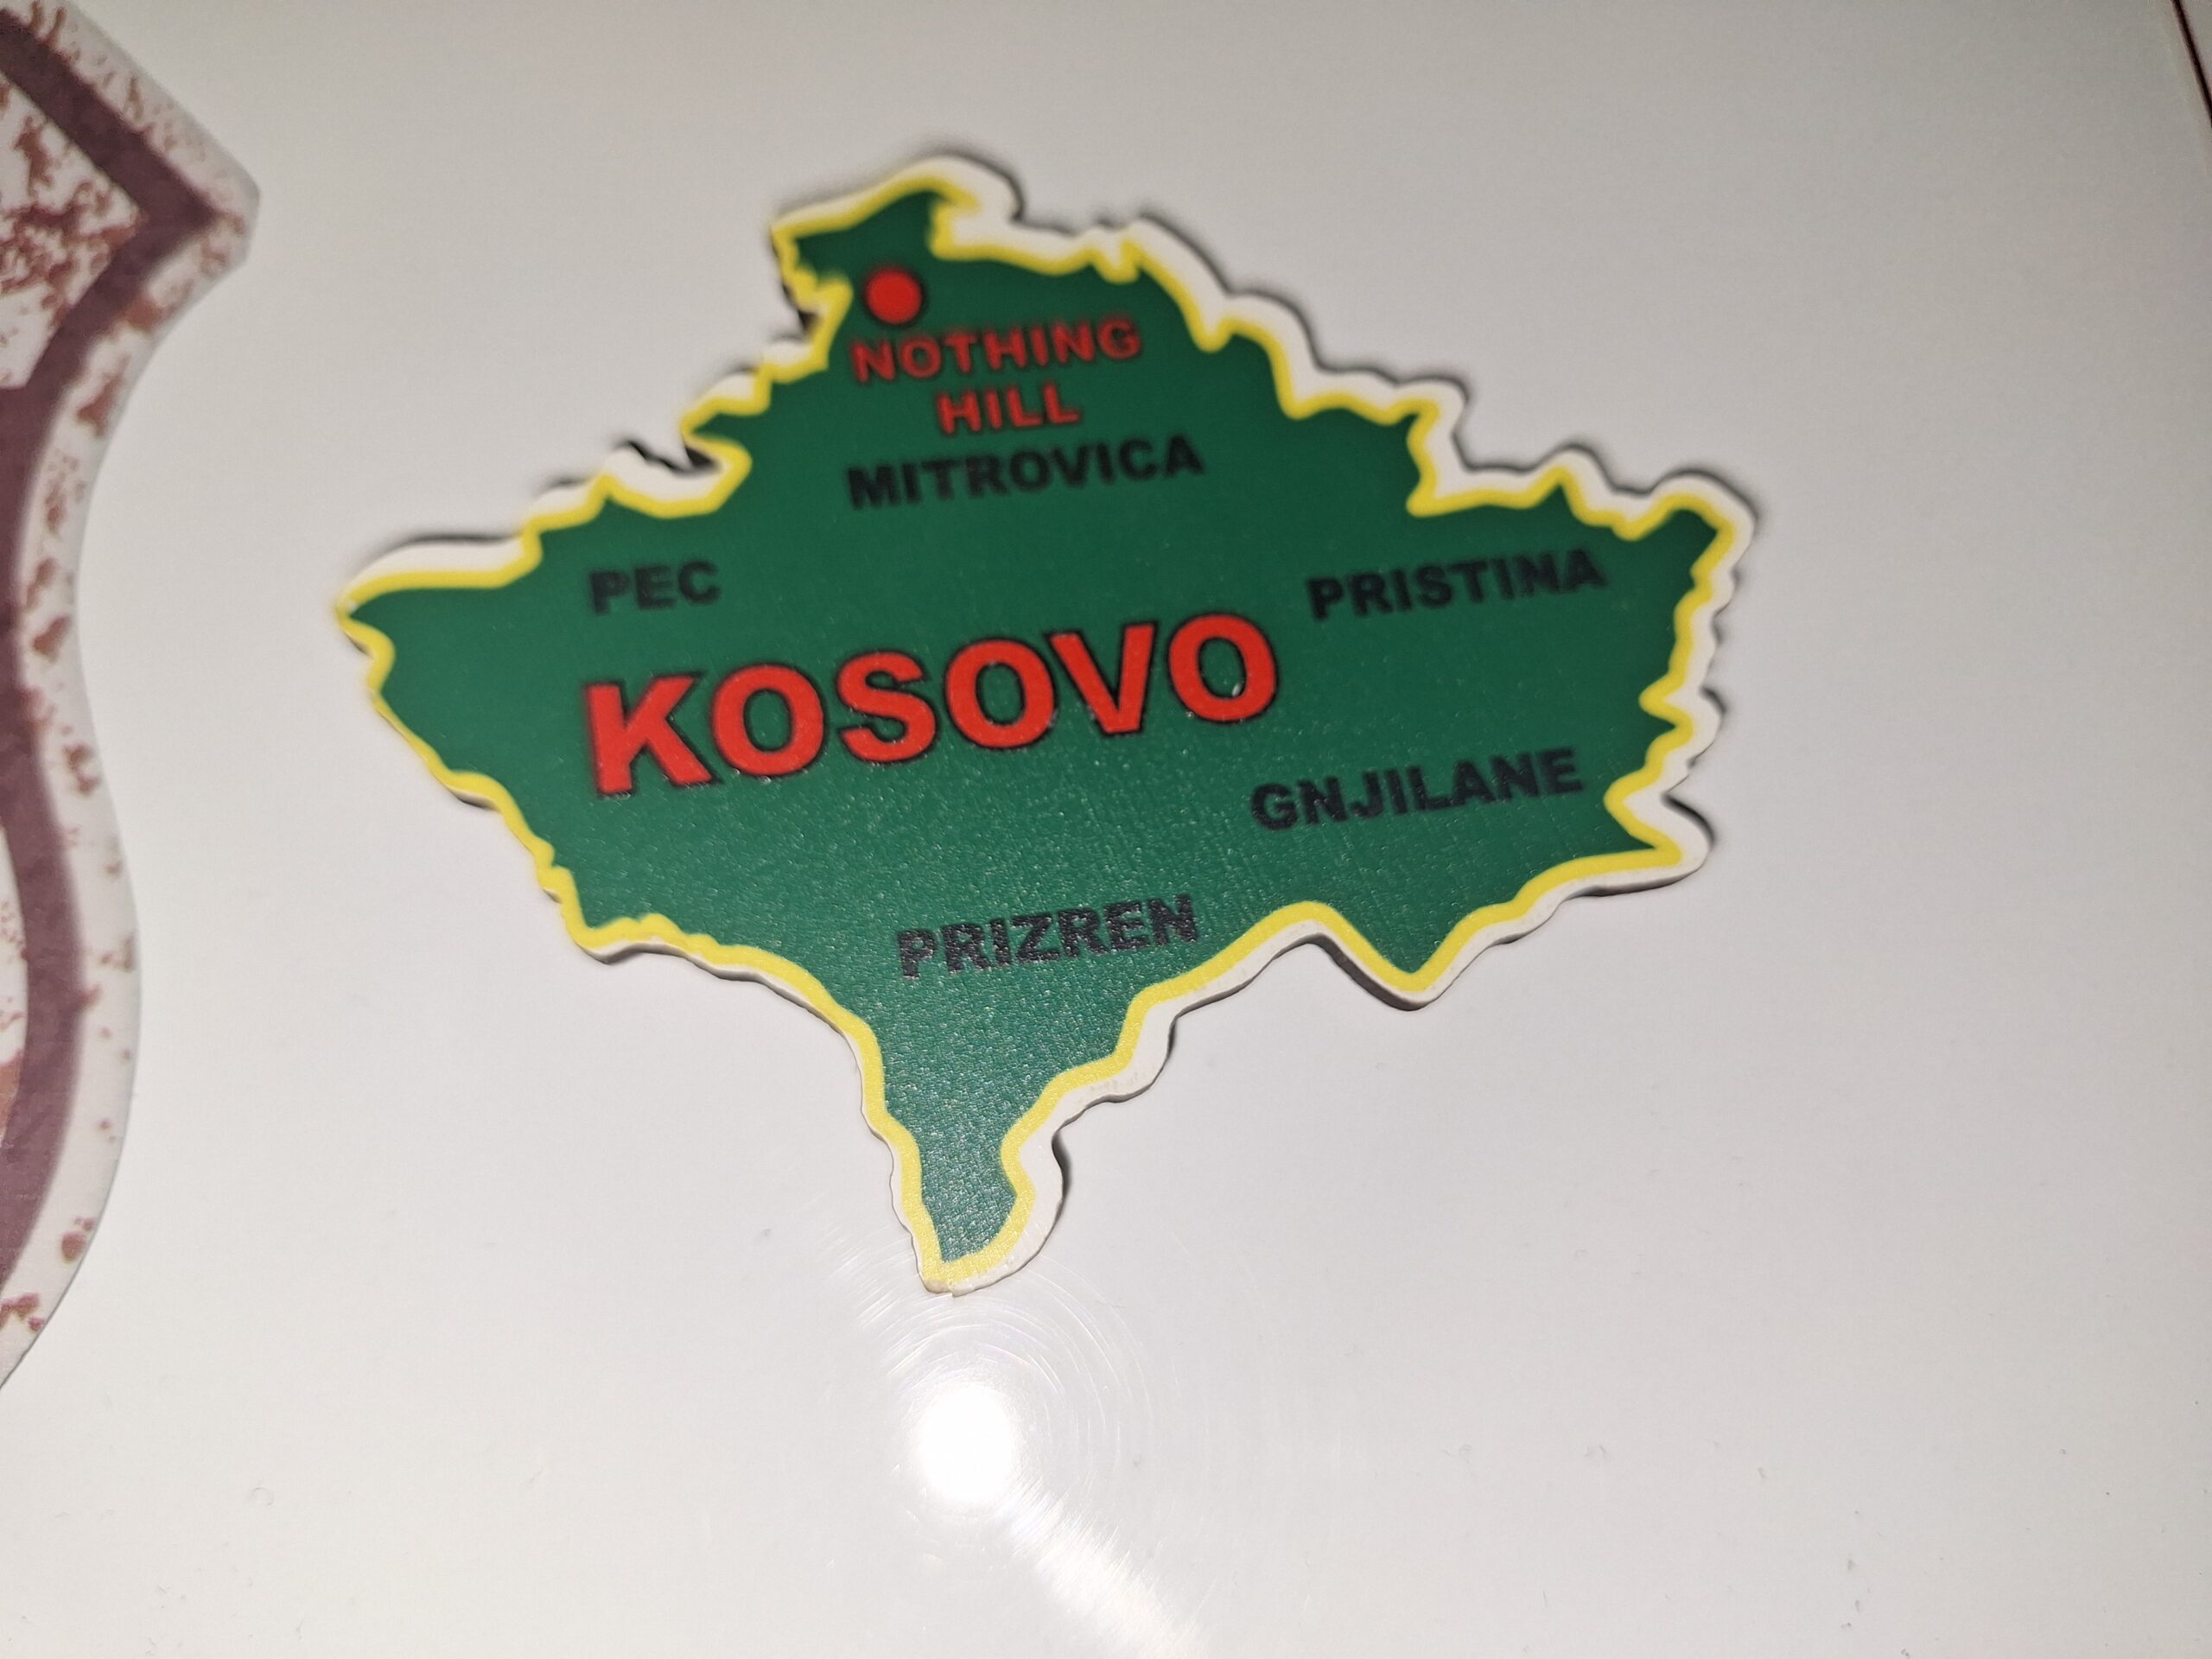 NOTHING
HILL
MITROVICA
PEC
PRISTINA
KOSOVO
GNJILANE
PRIZREN